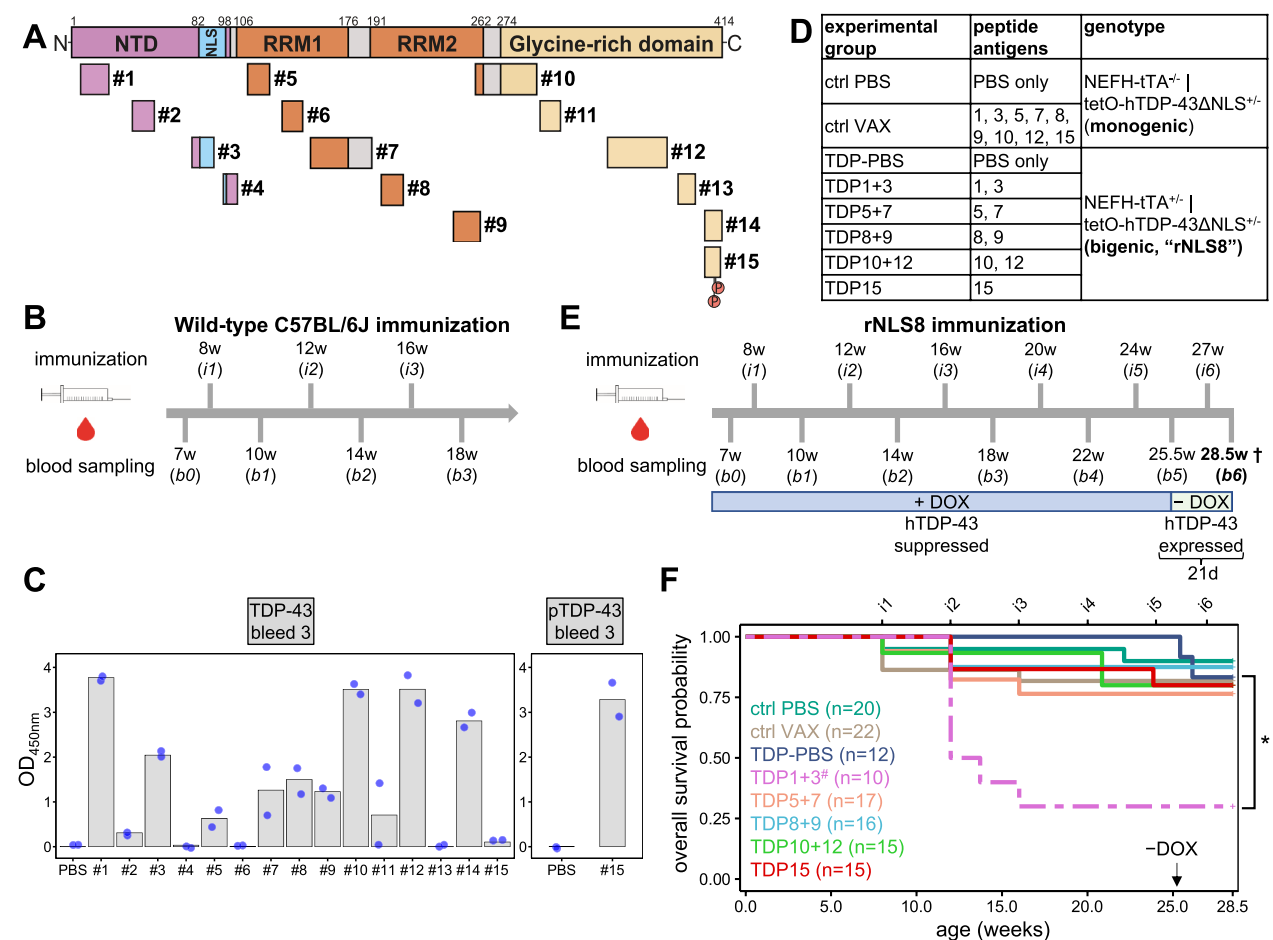 A
N-
1
82
98
106
176
191
262
274
414
-C
NTD
NLS
RRM1
RRM2
Glycine-rich domain
#1
#5
#10
#2
#6
#11
#3
#7
#12
#4
#8
#13
#9
#14
#15
P
P
D
experimental group
peptide antigens
genotype
ctrl PBS
PBS only
NEFH-tTA-/- |
tetO-hTDP-43ΔNLS+/-
(monogenic)
ctrl VAX
1, 3, 5, 7, 8,
9, 10, 12, 15
TDP-PBS
PBS only
NEFH-tTA+/- |
tetO-hTDP-43ΔNLS+/-
(bigenic, “rNLS8”)
TDP1+3
1, 3
TDP5+7
5, 7
TDP8+9
8, 9
TDP10+12
10, 12
TDP15
15
B
Wild-type C57BL/6J immunization
immunization
8w
(i1)
12w
(i2)
16w
(i3)
blood sampling
7w
(b0)
10w
(b1)
14w
(b2)
18w
(b3)
E
rNLS8 immunization
immunization
8w
(i1)
12w
(i2)
16w
(i3)
20w
(i4)
24w
(i5)
27w
(i6)
blood sampling
7w
(b0)
10w
(b1)
14w
(b2)
18w
(b3)
22w
(b4)
25.5w
(b5)
28.5w †
(b6)
+ DOX
− DOX
hTDP-43
suppressed
hTDP-43
expressed
21d
C
TDP-43
bleed 3
pTDP-43
bleed 3
OD450nm
4
3
2
1
0
4
3
2
1
0
PBS #1 #2 #3 #4 #5 #6 #7 #8 #9 #10 #11 #12 #13 #14 #15
PBS #15
F
i1 i2 i3 i4 i5 i6
overall survival probability
1.00
0.75
0.50
0.25
0.00
ctrl PBS (n=20)
ctrl VAX (n=22)
TDP-PBS (n=12)
TDP1+3# (n=10)
TDP5+7 (n=17)
TDP8+9 (n=16)
TDP10+12 (n=15)
TDP15 (n=15)
*
−DOX
0.0 5.0 10.0 15.0 20.0 25.0 28.5
age (weeks)